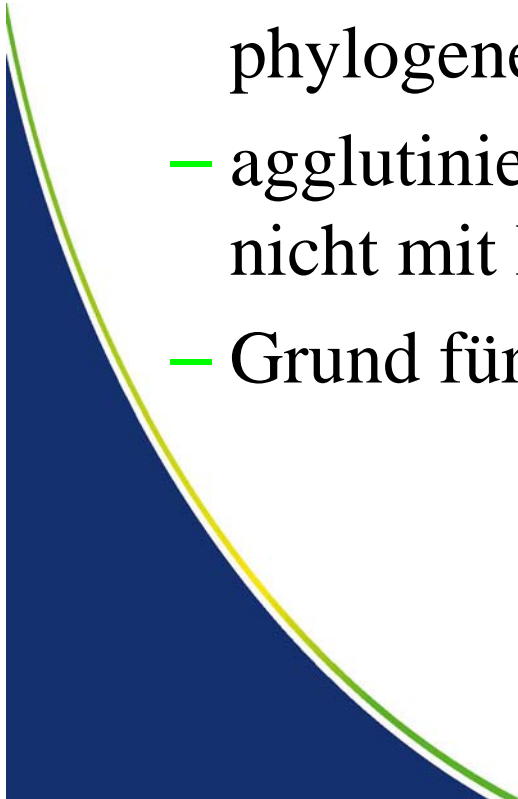 phylogene
– agglutinie
nicht mit
– Grund für